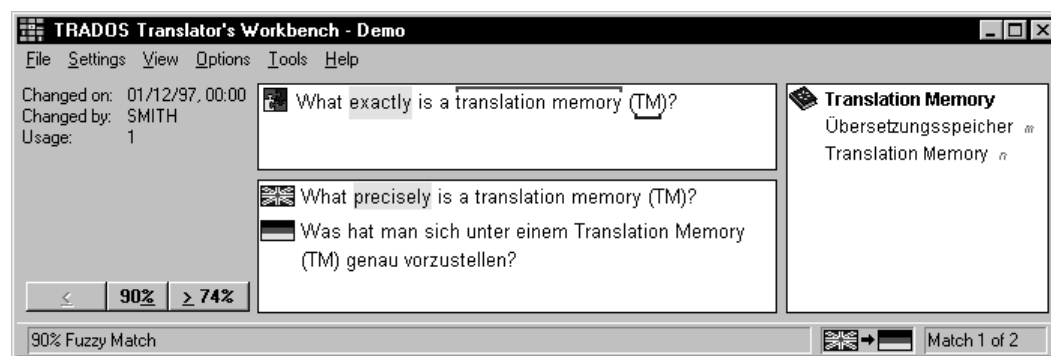 TRADOS Translator's Workbench - Demo
File Settings View Options Tools Help
Changed on: 01/12/97, 00:00
Changed by: SMITH
Usage: 1
What exactly is a translation memory (TM)?
What precisely is a translation memory (TM)?
Was hat man sich unter einem Translation Memory
(TM) genau vorzustellen?
Translation Memory
Übersetzungsspeicher m
Translation Memory n
< 90% > 74%
90% Fuzzy Match
Match 1 of 2